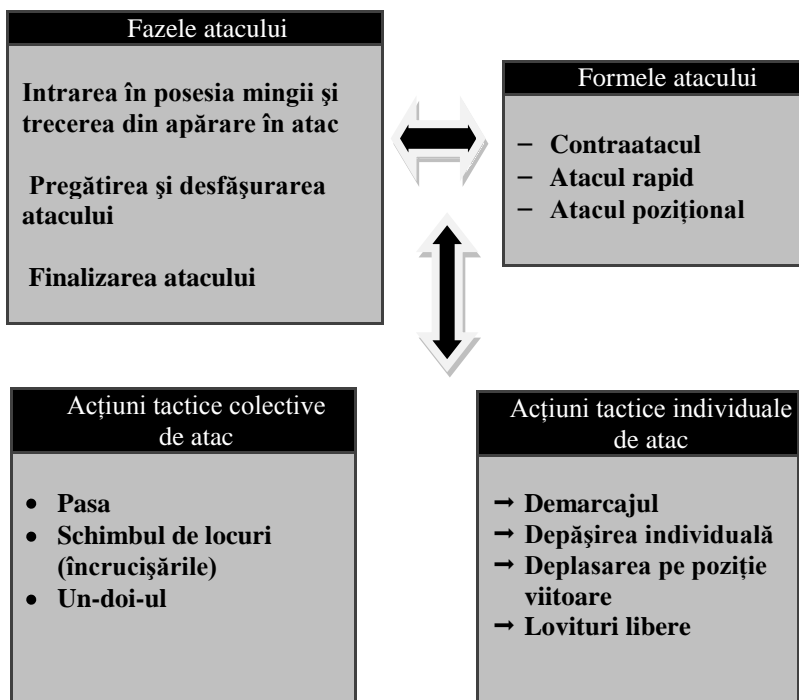 Fazele atacului
Intrarea în posesia mingii şi
trecerea din apărare în atac
Pregătirea şi desfăşurarea
atacului
Finalizarea atacului
Formele atacului
– Contraatacul
– Atacul rapid
– Atacul poziţional
Acţiuni tactice colective
de atac
• Pasa
• Schimbul de locuri
(încrucişările)
• Un-doi-ul
Acţiuni tactice individuale
de atac
➞ Demarcajul
➞ Depăşirea individuală
➞ Deplasarea pe poziţie
viitoare
➞ Lovituri libere